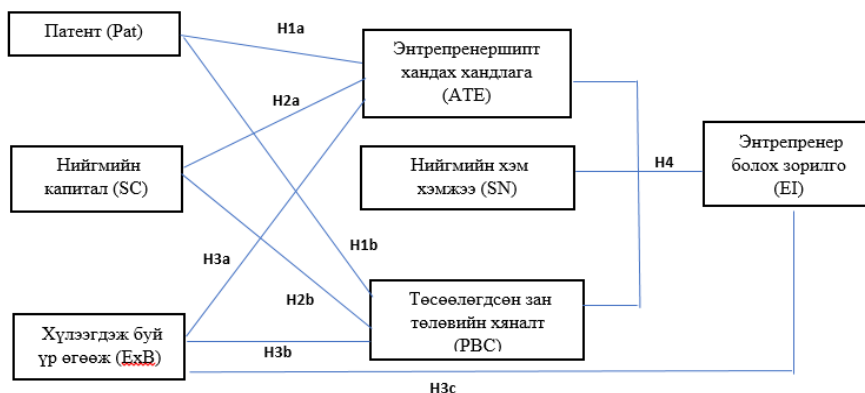 Патент (Pat)
H1a
Энтрепренершипт
хандах хандлага
(ATE)
H2a
Нийгмийн
капитал (SC)
Нийгмийн хэм
хэмжээ (SN)
H4
Энтрепренер
болох зорилго
(EI)
H1b
H3a
H2b
Төсөөлөгдсөн зан
төлөвийн хяналт
(PBC)
Хүлээгдэж буй
үр өгөөж (ExB)
H3b
H3c